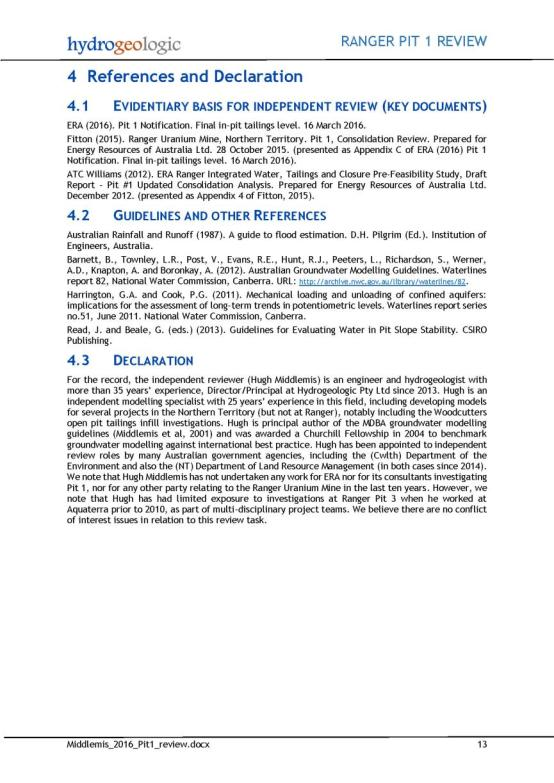 hydrogeologic
RANGER PIT 1 REVIEW
4 References and Declaration
4.1 EVIDENTIARY BASIS FOR INDEPENDENT REVIEW (KEY DOCUMENTS)
ERA (2016). Pit 1 Notification. Final in-pit tailings level. 16 March 2016.
Fitton (2015). Ranger Uranium Mine, Northern Territory. Pit 1, Consolidation Review. Prepared for
Energy Resources of Australia Ltd. 28 October 2015. (presented as Appendix C of ERA (2016) Pit 1
Notification. Final in-pit tailings level. 16 March 2016).
ATC Williams (2012). ERA Ranger Integrated Water, Tailings and Closure Pre-Feasibility Study, Draft
Report - Pit #1 Updated Consolidation Analysis. Prepared for Energy Resources of Australia Ltd.
December 2012. (presented as Appendix 4 of Fitton, 2015).
4.2 GUIDELINES AND OTHER REFERENCES
Australian Rainfall and Runoff (1987). A guide to flood estimation. D.H. Pilgrim (Ed.). Institution of
Engineers, Australia.
Barnett, B., Townley, L.R., Post, V., Evans, R.E., Hunt, R.J., Peeters, L., Richardson, S., Werner,
A.D., Knapton, A. and Boronkay, A. (2012). Australian Groundwater Modelling Guidelines. Waterlines
report 82, National Water Commission, Canberra. URL: http://archive.nwc.gov.au/library/waterlines/82.
Harrington, G.A. and Cook, P.G. (2011). Mechanical loading and unloading of confined aquifers:
implications for the assessment of long-term trends in potentiometric levels. Waterlines report series
no.51, June 2011. National Water Commission, Canberra.
Read, J. and Beale, G. (eds.) (2013). Guidelines for Evaluating Water in Pit Slope Stability. CSIRO
Publishing.
4.3 DECLARATION
For the record, the independent reviewer (Hugh Middlemis) is an engineer and hydrogeologist with
more than 35 years' experience, Director/Principal at Hydrogeologic Pty Ltd since 2013. Hugh is an
independent modelling specialist with 25 years' experience in this field, including developing models
for several projects in the Northern Territory (but not at Ranger), notably including the Woodcutters
open pit tailings infill investigations. Hugh is principal author of the MDBA groundwater modelling
guidelines (Middlemis et al, 2001) and was awarded a Churchill Fellowship in 2004 to benchmark
groundwater modelling against international best practice. Hugh has been appointed to independent
review roles by many Australian government agencies, including the (Cwlth) Department of the
Environment and also the (NT) Department of Land Resource Management (in both cases since 2014).
We note that Hugh Middlemis has not undertaken any work for ERA nor for its consultants investigating
Pit 1, nor for any other party relating to the Ranger Uranium Mine in the last ten years. However, we
note that Hugh has had limited exposure to investigations at Ranger Pit 3 when he worked at
Aquaterra prior to 2010, as part of multi-disciplinary project teams. We believe there are no conflict
of interest issues in relation to this review task.
Middlemis_2016_Pit1_review.docx
13